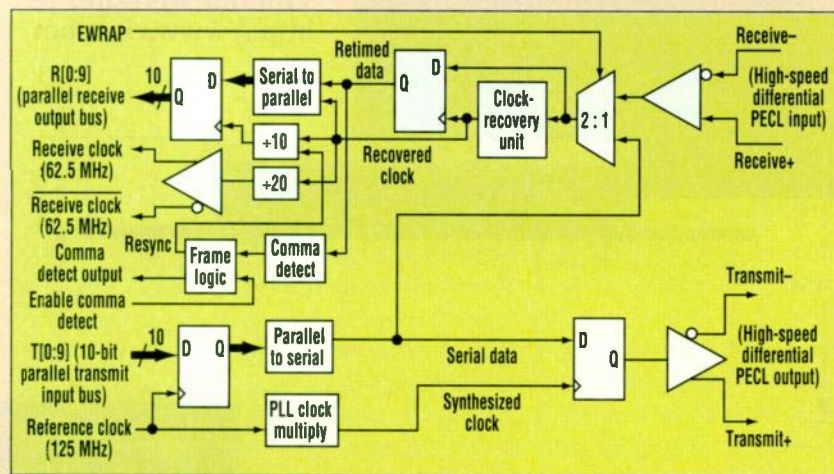 EWRAP
R[0:9]
(parallel receive
output bus)
10
Q
D
Serial to
parallel
Retimed
data
Q
D
Clock-
recovery
unit
2 : 1
Receive–
(High-speed
differential
PECL input)
Receive+
÷10
÷20
Recovered
clock
Receive clock
(62.5 MHz)
Receive clock
(62.5 MHz)
Resync
Comma
detect output
Frame
logic
Comma
detect
Enable comma
detect
T[0:9] (10-bit
parallel transmit
input bus)
10
D
Q
Parallel
to serial
Serial data
D
Q
Transmit–
(High-speed
differential
PECL output)
Transmit+
Reference clock
(125 MHz)
PLL clock
multiply
Synthesized
clock